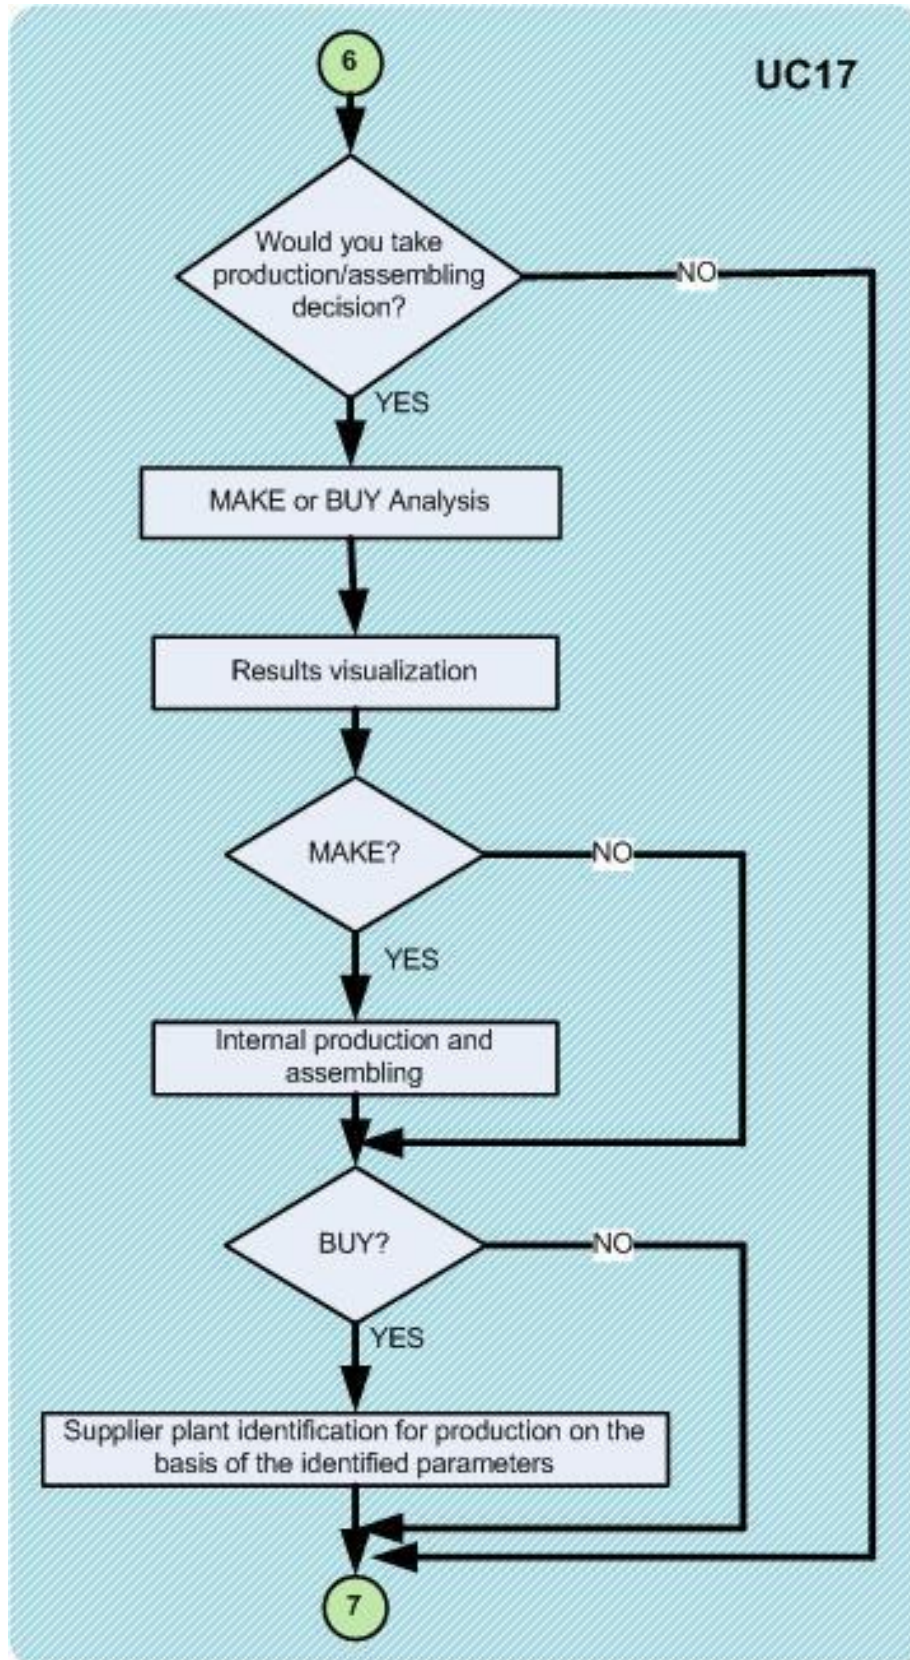 6
UC17
Would you take
production/assembling
decision?
NO
YES
MAKE or BUY Analysis
Results visualization
MAKE?
NO
YES
Internal production and
assembling
BUY?
NO
YES
Supplier plant identification for production on the
basis of the identified parameters
7